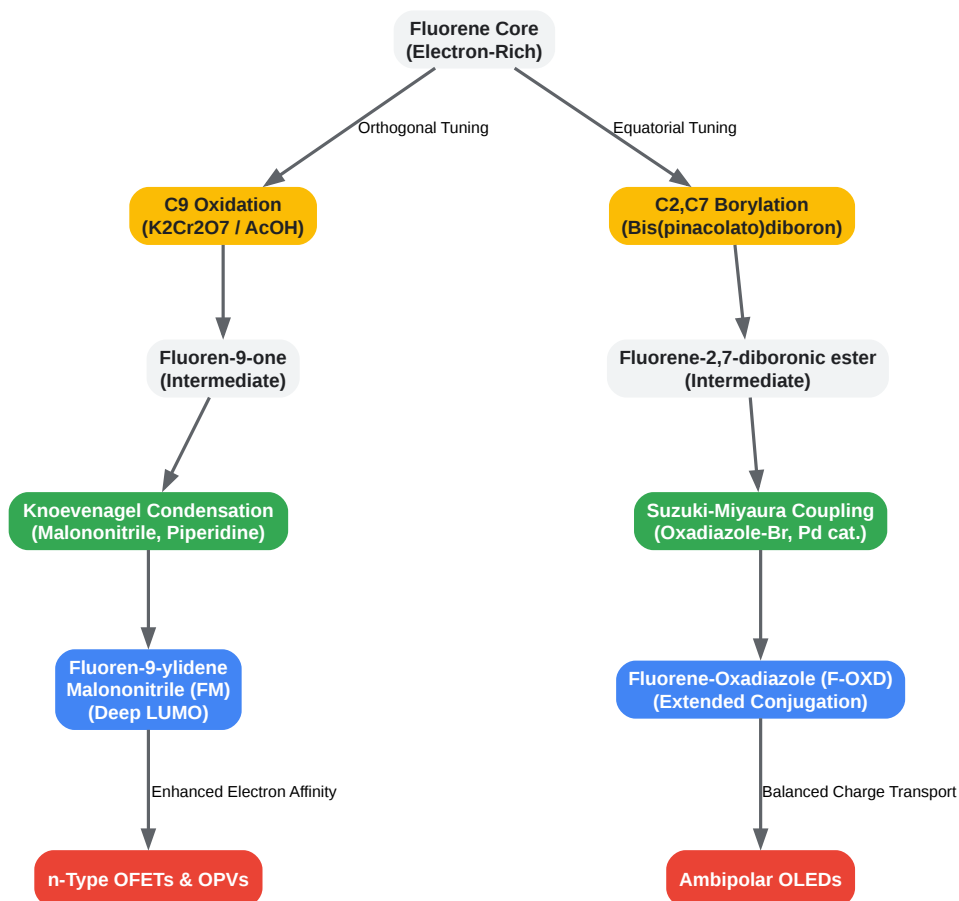 Fluorene Core
(Electron-Rich)
Orthogonal Tuning
Equatorial Tuning
C9 Oxidation
(K2Cr2O7 / AcOH)
C2,C7 Borylation
(Bis(pinacolato)diboron)
Fluoren-9-one
(Intermediate)
Fluorene-2,7-diboronic ester
(Intermediate)
Knoevenagel Condensation
(Malononitrile, Piperidine)
Suzuki-Miyaura Coupling
(Oxadiazole-Br, Pd cat.)
Fluoren-9-ylidene
Malononitrile (FM)
(Deep LUMO)
Fluorene-Oxadiazole (F-OXD)
(Extended Conjugation)
Enhanced Electron Affinity
Balanced Charge Transport
n-Type OFETs & OPVs
Ambipolar OLEDs